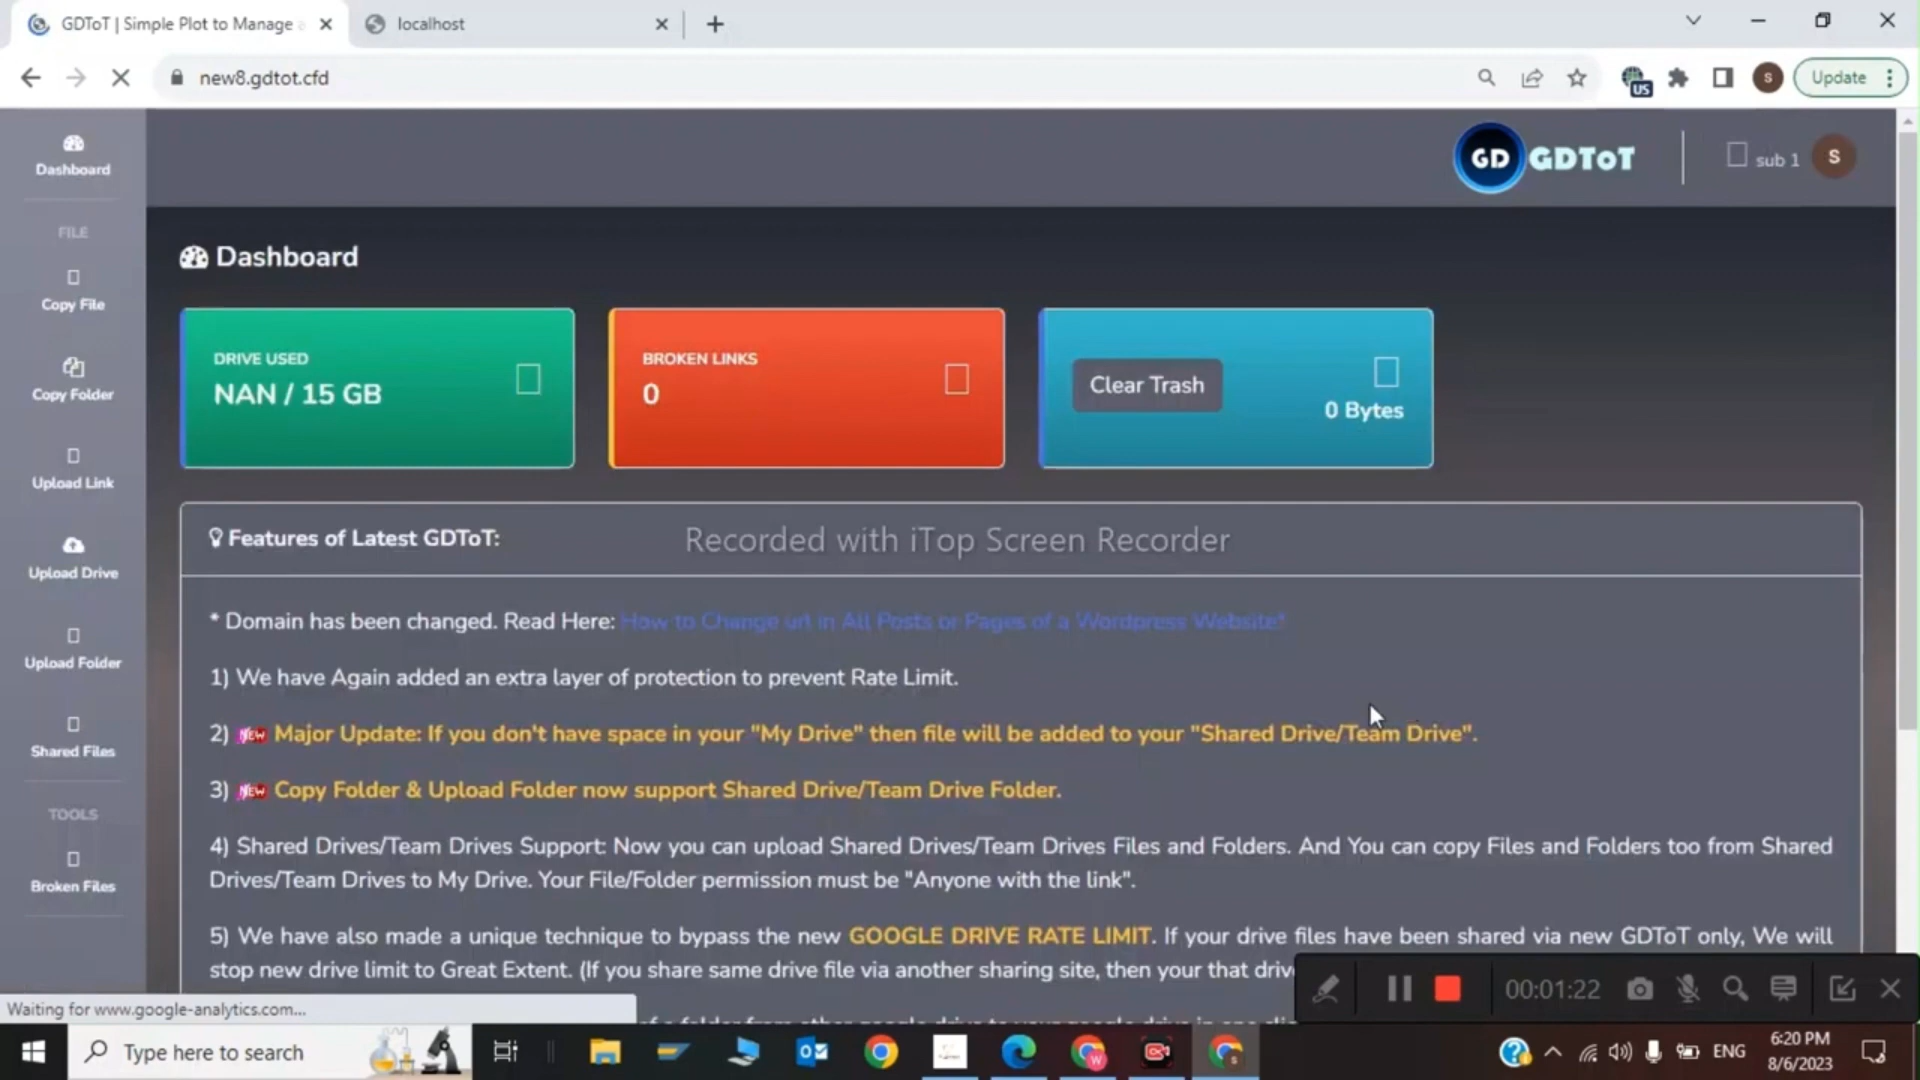 GDToT | Simple Plot to Manage a
localhost
new8.gdtot.cfd
US
S
Update
Dashboard
FILE
Copy File
Copy Folder
Upload Link
Upload Drive
Upload Folder
Shared Files
TOOLS
Broken Files
GD GDToT
sub 1
S
Dashboard
DRIVE USED
NAN / 15 GB
BROKEN LINKS
0
Clear Trash
0 Bytes
Features of Latest GDToT:
Recorded with iTop Screen Recorder
* Domain has been changed. Read Here: How to Change url in All Posts or Pages of a Wordpress Website*
1) We have Again added an extra layer of protection to prevent Rate Limit.
2) NEW Major Update: If you don't have space in your "My Drive" then file will be added to your "Shared Drive/Team Drive".
3) NEW Copy Folder & Upload Folder now support Shared Drive/Team Drive Folder.
4) Shared Drives/Team Drives Support: Now you can upload Shared Drives/Team Drives Files and Folders. And You can copy Files and Folders too from Shared
Drives/Team Drives to My Drive. Your File/Folder permission must be "Anyone with the link".
5) We have also made a unique technique to bypass the new GOOGLE DRIVE RATE LIMIT. If your drive files have been shared via new GDToT only, We will
stop new drive limit to Great Extent. (If you share same drive file via another sharing site, then your that driv
00:01:22
Waiting for www.google-analytics.com...
Type here to search
ENG
6:20 PM
8/6/2023